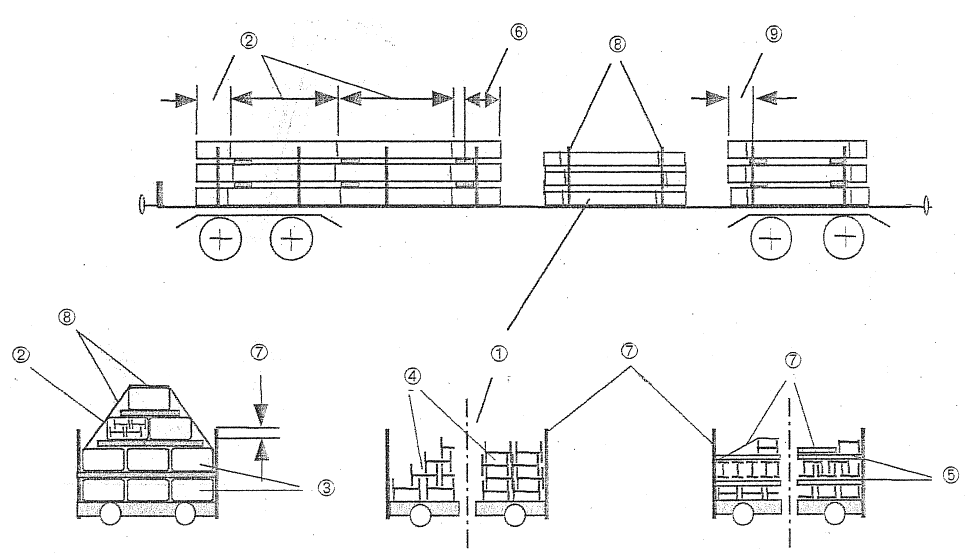 ② ⑥ ⑧ ⑨
⑧ ② ⑦ ① ④ ⑦ ⑦
③ ⑤